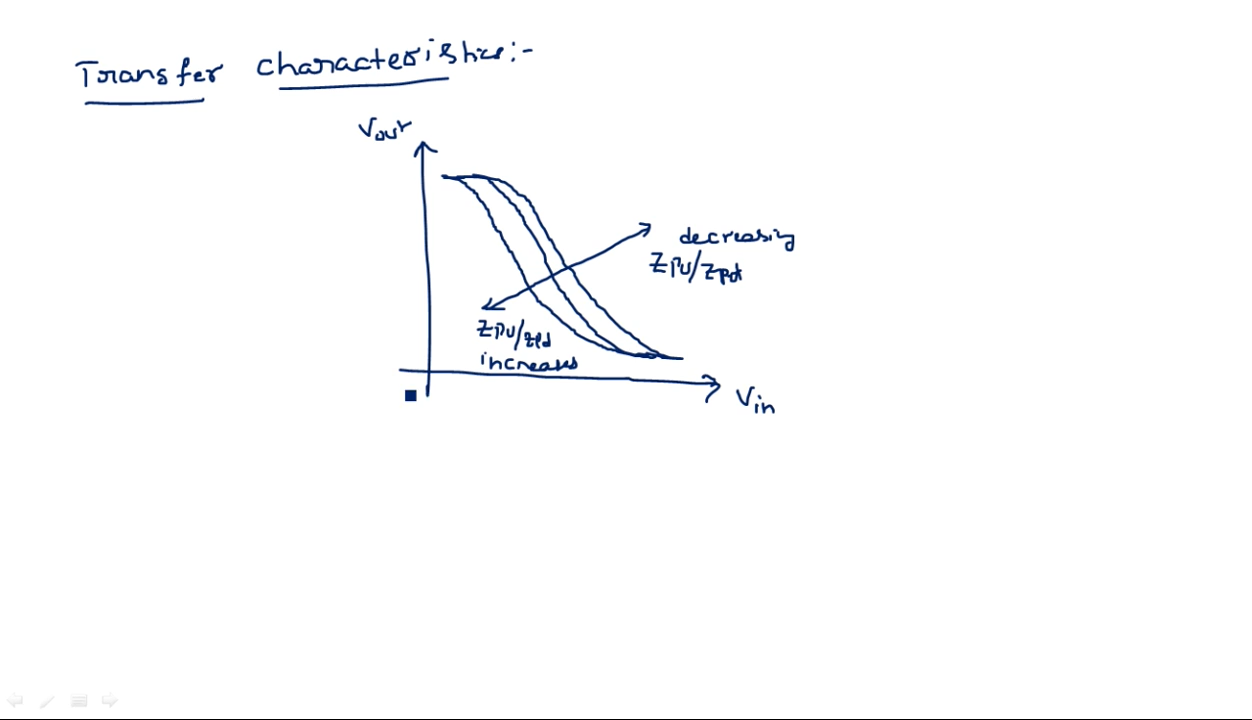 Transfer characteristics:-
Vout
decreasing
Zpu/Zpd
Zpu/Zpd
increases
Vin